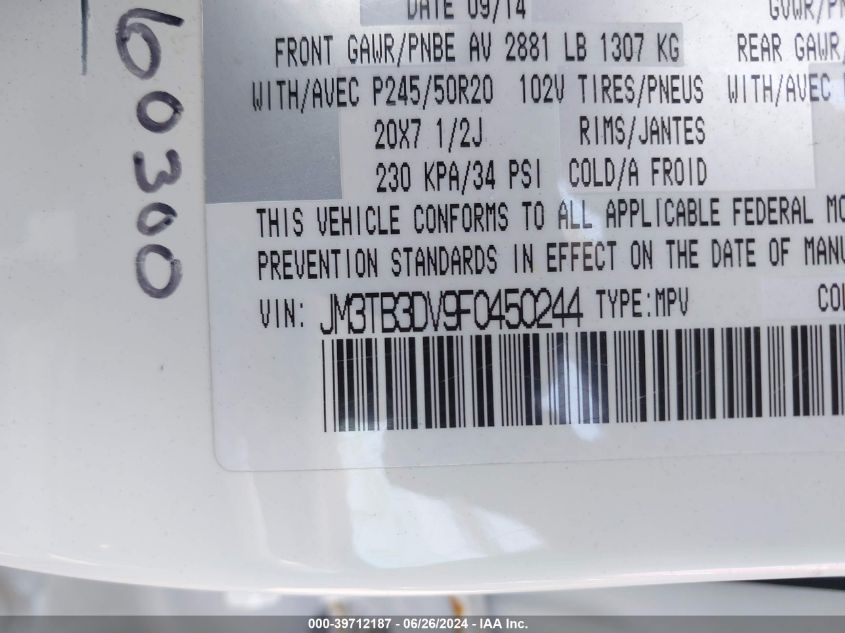 DATE 09/14 GVWR/PN
FRONT GAWR/PNBE AV 2881 LB 1307 KG REAR GAWR/
WITH/AVEC P245/50R20 102V TIRES/PNEUS WITH/AVEC
20X7 1/2J RIMS/JANTES
230 KPA/34 PSI COLD/A FROID
THIS VEHICLE CONFORMS TO ALL APPLICABLE FEDERAL MO
PREVENTION STANDARDS IN EFFECT ON THE DATE OF MANU
VIN: JM3TB3DV9F0450244 TYPE:MPV COL
60300
000-39712187 - 06/26/2024 - IAA Inc.